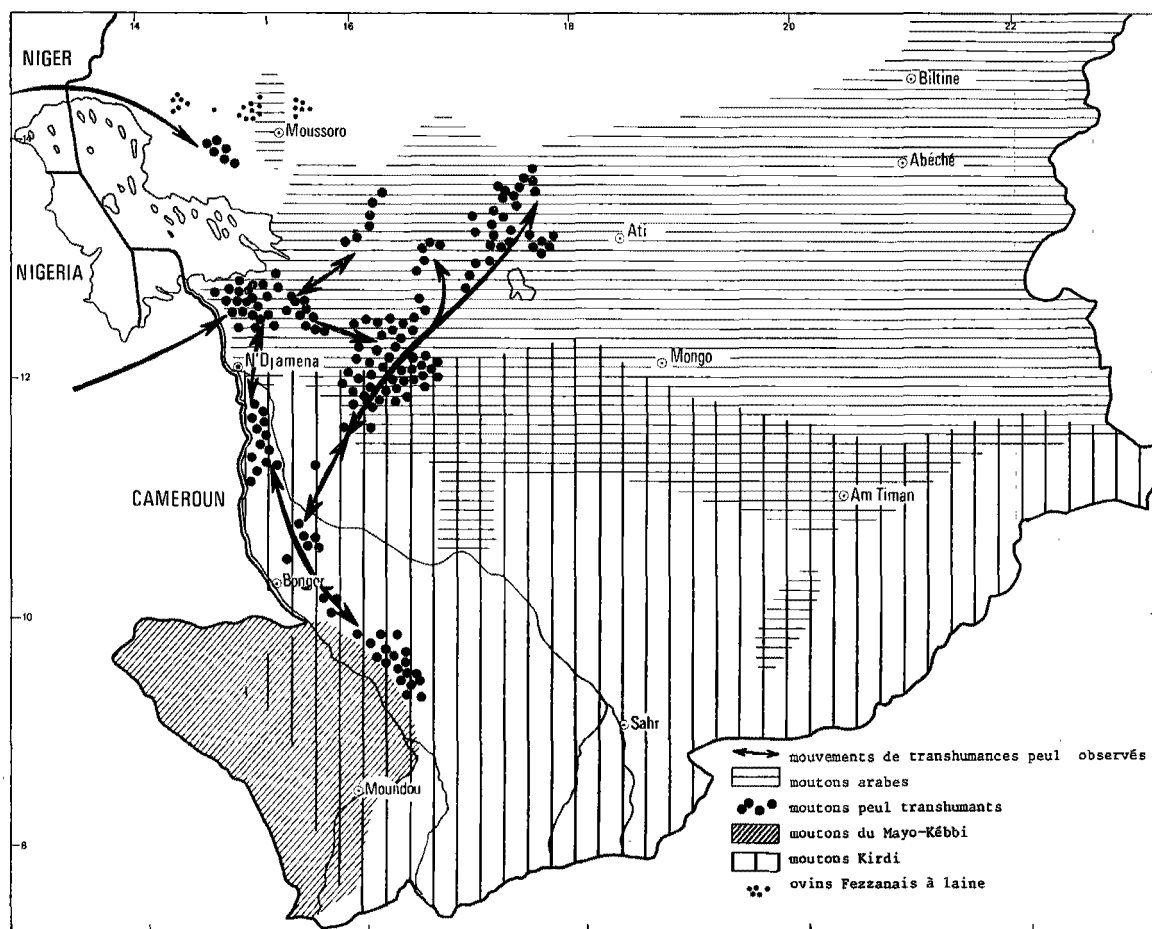 14 16 18 20 22
NIGER
Biltine
Moussoro
14
Abéché
Ati
NIGERIA
N'Djamena
Mongo
12
CAMEROUN
Am Timan
Bongor
10
Sahr
mouvements de transhumances peul observés
moutons arabes
Moundou
moutons peul transhumants
moutons du Mayo-Kébbi
8
moutons Kirdi
ovins Fezzanais à laine